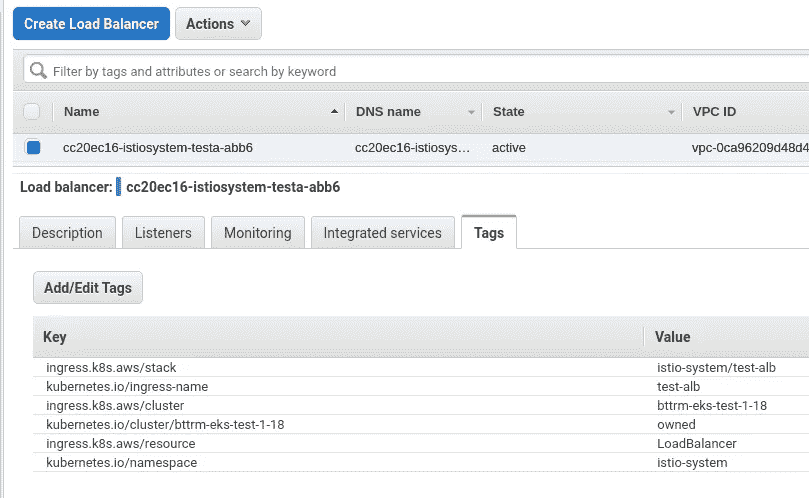 Create Load Balancer Actions
Filter by tags and attributes or search by keyword
Name DNS name State VPC ID
cc20ec16-istiosystem-testa-abb6 cc20ec16-istiosys... active vpc-0ca96209d48d4
Load balancer: cc20ec16-istiosystem-testa-abb6
Description Listeners Monitoring Integrated services Tags
Add/Edit Tags
Key Value
ingress.k8s.aws/stack istio-system/test-alb
kubernetes.io/ingress-name test-alb
ingress.k8s.aws/cluster bttrm-eks-test-1-18
kubernetes.io/cluster/bttrm-eks-test-1-18 owned
ingress.k8s.aws/resource LoadBalancer
kubernetes.io/namespace istio-system